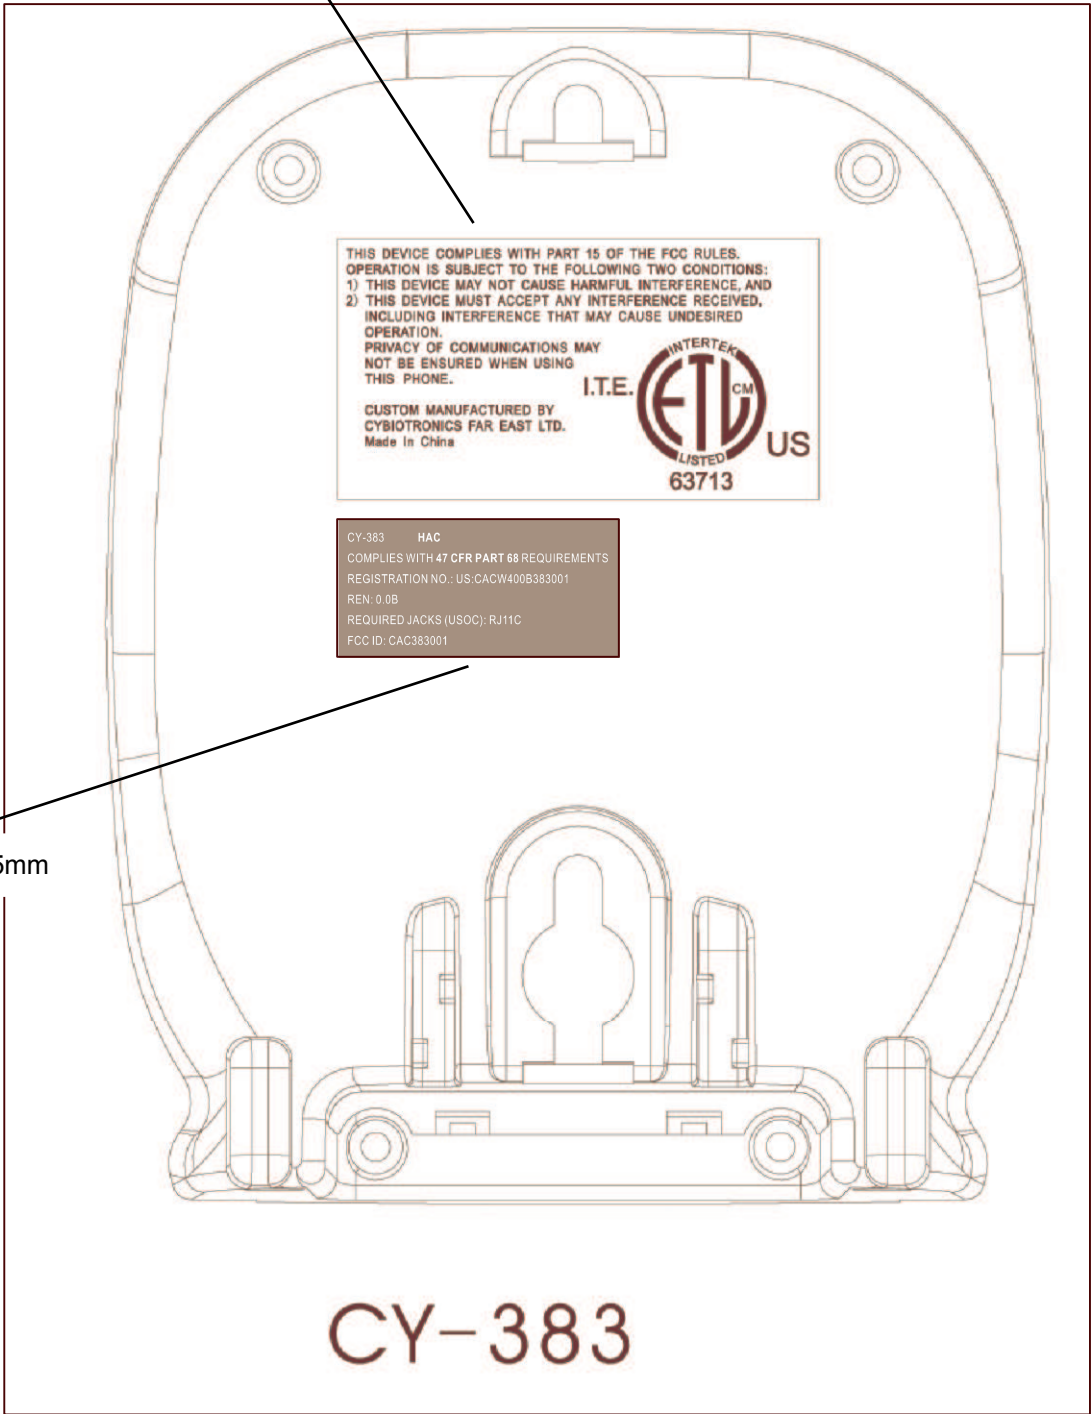 THIS DEVICE COMPLIES WITH PART 15 OF THE FCC RULES.
OPERATION IS SUBJECT TO THE FOLLOWING TWO CONDITIONS:
1) THIS DEVICE MAY NOT CAUSE HARMFUL INTERFERENCE, AND
2) THIS DEVICE MUST ACCEPT ANY INTERFERENCE RECEIVED,
INCLUDING INTERFERENCE THAT MAY CAUSE UNDESIRED
OPERATION.
PRIVACY OF COMMUNICATIONS MAY
NOT BE ENSURED WHEN USING
THIS PHONE.
CUSTOM MANUFACTURED BY
CYBIOTRONICS FAR EAST LTD.
Made In China
I.T.E.
INTERTEK
ETL
CM
LISTED
US
63713
CY-383 HAC
COMPLIES WITH 47 CFR PART 68 REQUIREMENTS
REGISTRATION NO.: US:CACW400B383001
REN: 0.0B
REQUIRED JACKS (USOC): RJ11C
FCC ID: CAC383001
CY-383